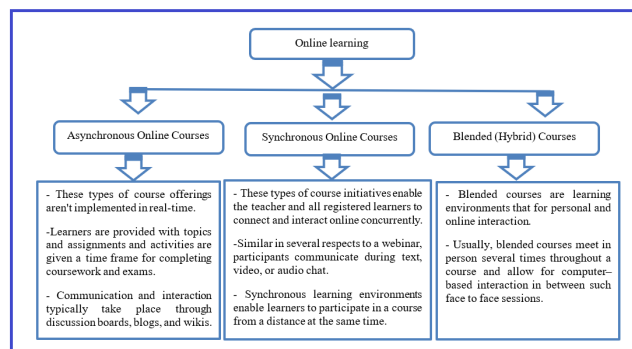 Online learning
Asynchronous Online Courses
Synchronous Online Courses
Blended (Hybrid) Courses
- These types of course offerings
aren't implemented in real-time.
-Learners are provided with topics
and assignments and activities are
given a time frame for completing
coursework and exams.
- Communication and interaction
typically take place through
discussion boards, blogs, and wikis.
- These types of course initiatives enable
the teacher and all registered learners to
connect and interact online concurrently.
-Similar in several respects to a webinar,
participants communicate during text,
video, or audio chat.
- Synchronous learning environments
enable learners to participate in a course
from a distance at the same time.
- Blended courses are learning
environments that for personal and
online interaction.
- Usually, blended courses meet in
person several times throughout a
course and allow for computer–
based interaction in between such
face to face sessions.